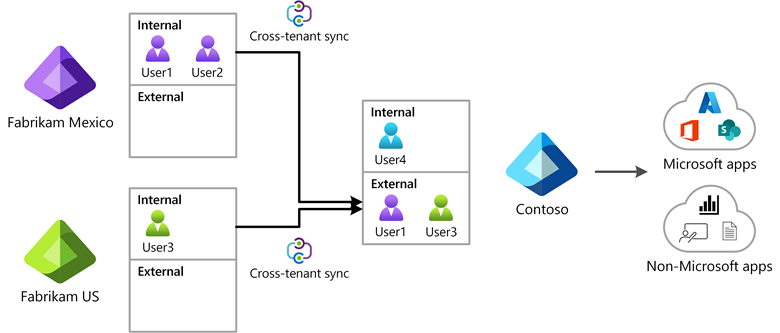 Internal
User1 User2
External
Fabrikam Mexico
Cross-tenant sync
Internal
User4
External
User1 User3
Contoso
Microsoft apps
Non-Microsoft apps
Internal
User3
External
Fabrikam US
Cross-tenant sync